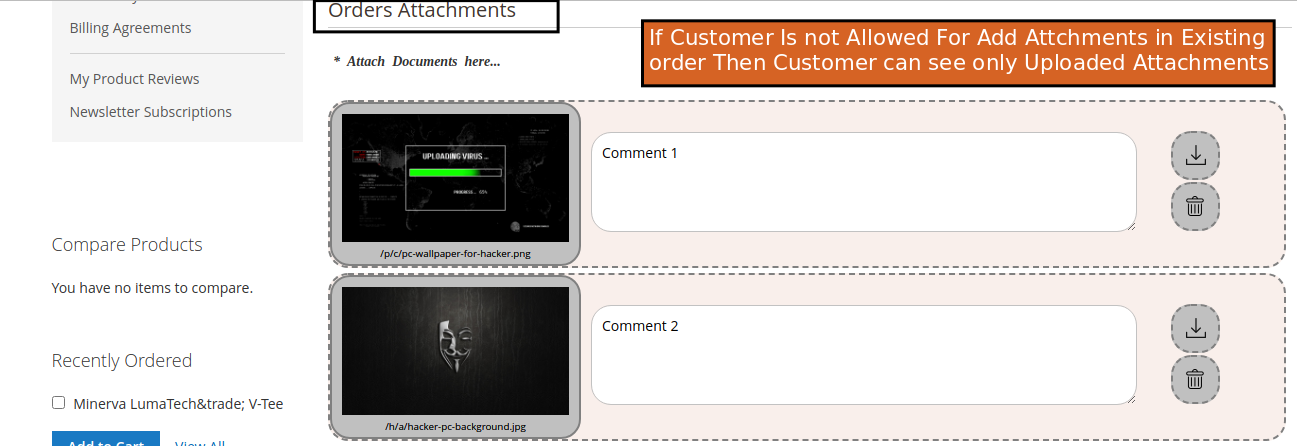 Orders Attachments
Billing Agreements
If Customer Is not Allowed For Add Attchments in Existing
order Then Customer can see only Uploaded Attachments
* Attach Documents here...
My Product Reviews
Newsletter Subscriptions
UPLOADING VIRUS ...
PROGRESS... 65%
/p/c/pc-wallpaper-for-hacker.png
Comment 1
Compare Products
You have no items to compare.
/h/a/hacker-pc-background.jpg
Comment 2
Recently Ordered
Minerva LumaTech&trade; V-Tee
Add to Cart
View All